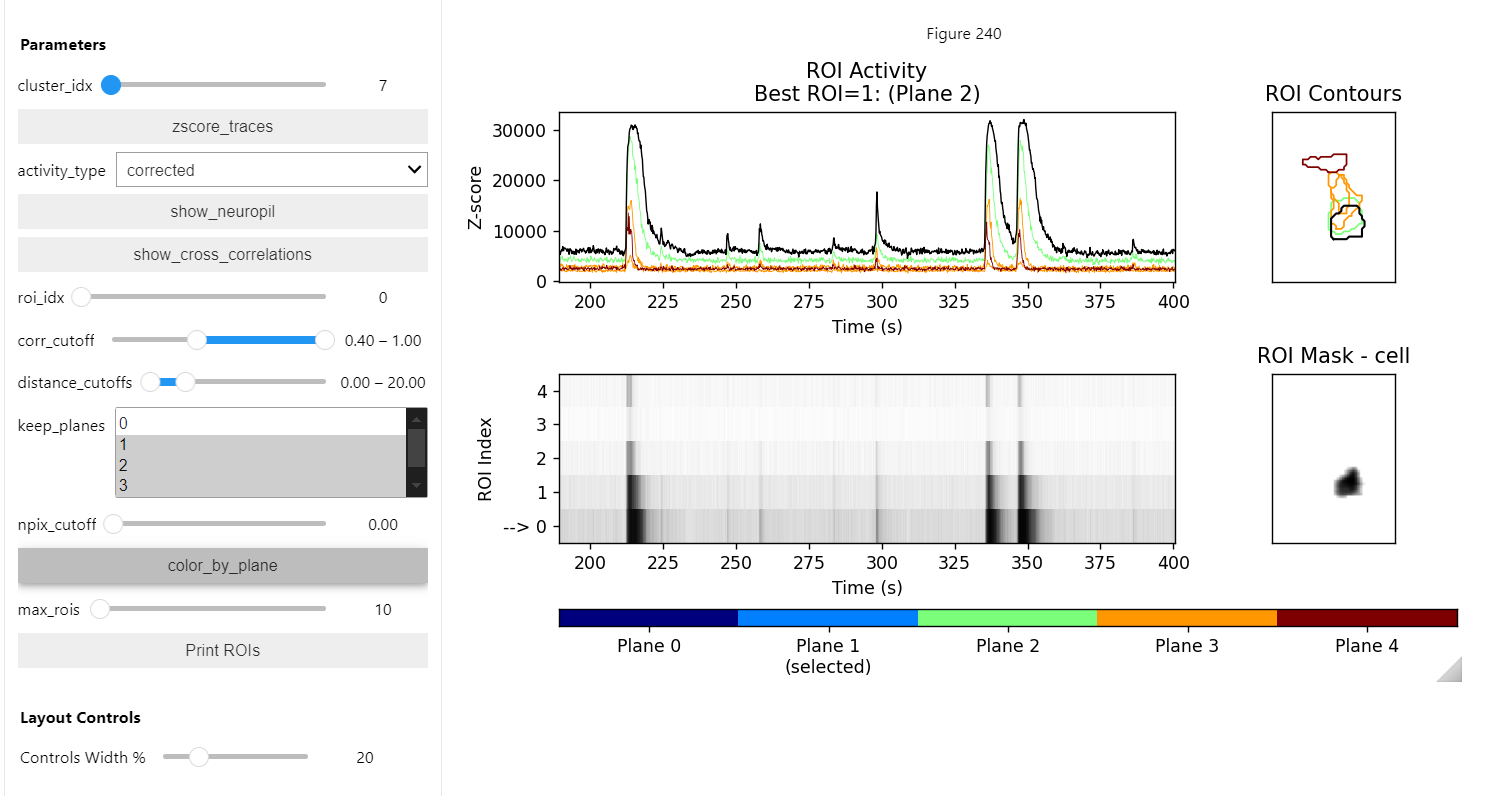 Parameters
cluster_idx 7
zscore_traces
activity_type corrected
show_neuropil
show_cross_correlations
roi_idx 0
corr_cutoff 0.40 – 1.00
distance_cutoffs 0.00 – 20.00
keep_planes 0
1
2
3
npix_cutoff 0.00
color_by_plane
max_rois 10
Print ROIs
Layout Controls
Controls Width % 20
Figure 240
ROI Activity
Best ROI=1: (Plane 2)
Z-score
30000
20000
10000
0
200 225 250 275 300 325 350 375 400
Time (s)
ROI Contours
ROI Index
4
3
2
1
--> 0
200 225 250 275 300 325 350 375 400
Time (s)
ROI Mask - cell
Plane 0 Plane 1 Plane 2 Plane 3 Plane 4
(selected)